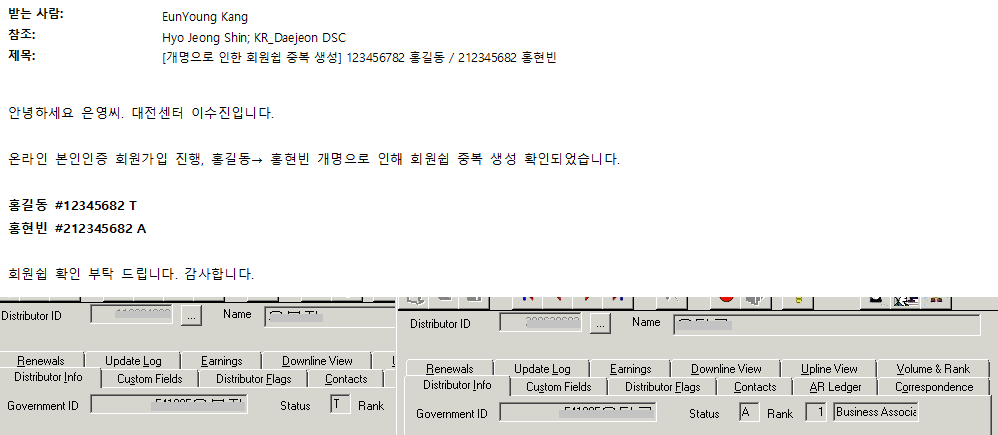 받는 사람: EunYoung Kang
참조: Hyo Jeong Shin; KR_Daejeon DSC
제목: [개명으로 인한 회원쉽 중복 생성] 123456782 홍길동 / 212345682 홍현빈
안녕하세요 은영씨. 대전센터 이수진입니다.
온라인 본인인증 회원가입 진행, 홍길동→ 홍현빈 개명으로 인해 회원쉽 중복 생성 확인되었습니다.
홍길동 #12345682 T
홍현빈 #212345682 A
회원쉽 확인 부탁 드립니다. 감사합니다.
Distributor ID ... Name
Renewals Update Log Earnings Downline View
Distributor Info Custom Fields Distributor Flags Contacts
Government ID Status T Rank
Distributor ID ... Name
Renewals Update Log Earnings Downline View Upline View Volume & Rank
Distributor Info Custom Fields Distributor Flags Contacts AR Ledger Correspondence
Government ID Status A Rank 1 Business Associa